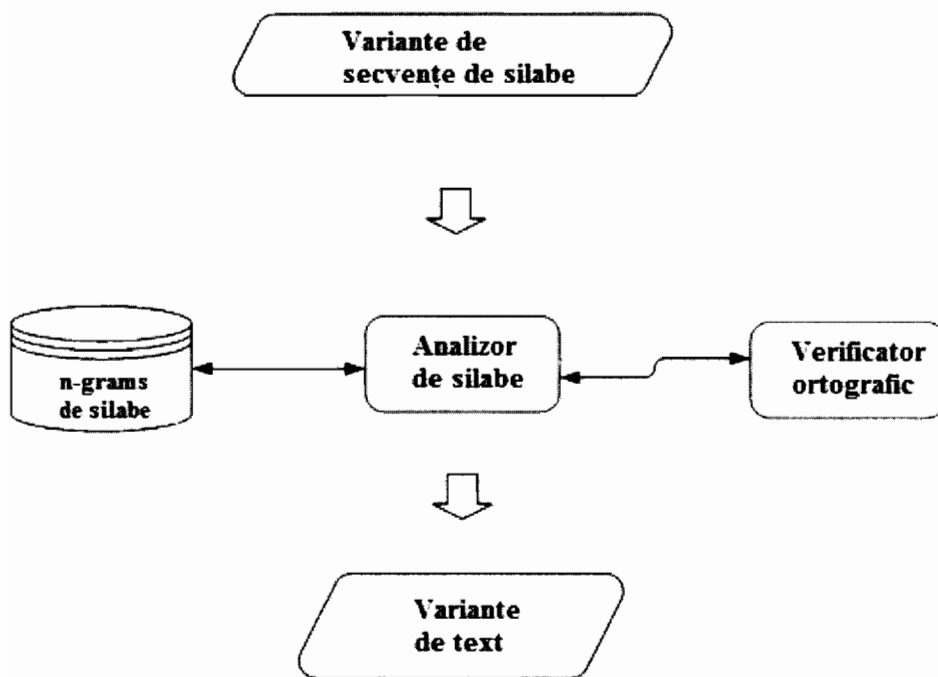 Variante de
secvențe de silabe
n-grams
de silabe
Analizor
de silabe
Verificator
ortografic
Variante
de text